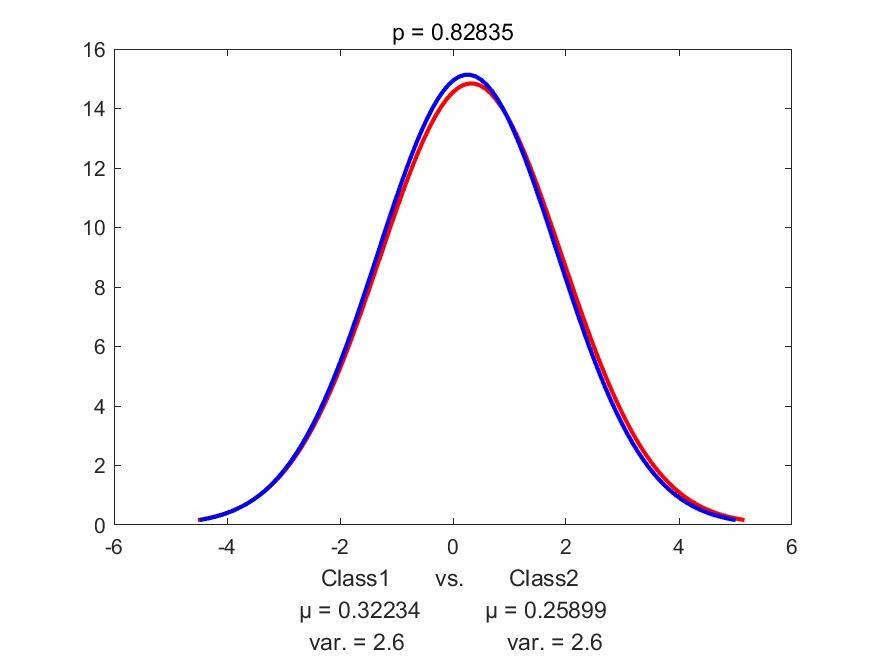 p = 0.82835
16
14
12
10
8
6
4
2
0
-6 -4 -2 0 2 4 6
Class1 vs. Class2
μ = 0.32234 μ = 0.25899
var. = 2.6 var. = 2.6